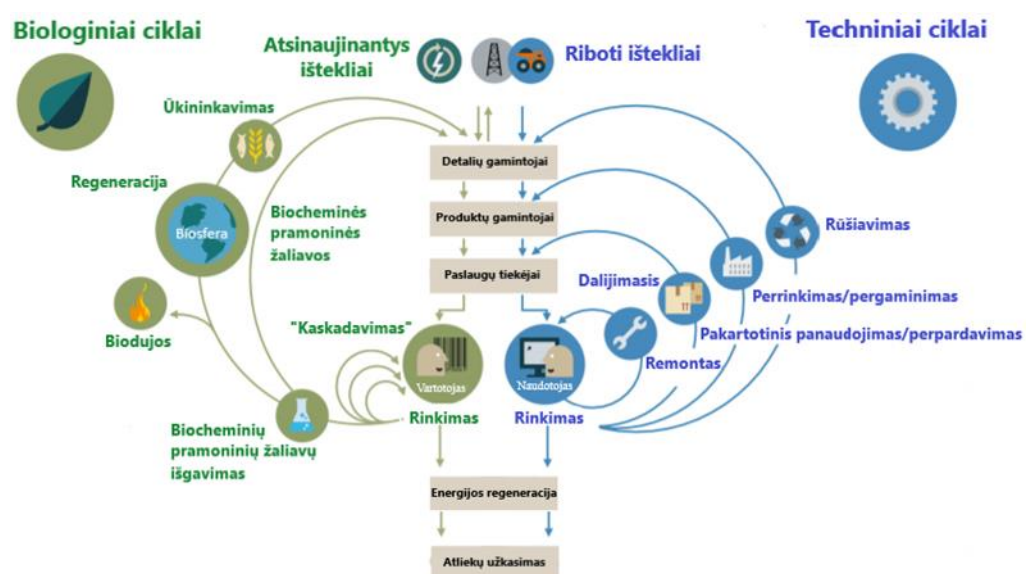 Biologiniai ciklai
Atsinaujinantys
ištekliai
Riboti ištekliai
Techniniai ciklai
Ūkininkavimas
Detalių gamintojai
Regeneracija
Biosfera
Biocheminės
pramoninės
žaliavos
Produktų gamintojai
Rūšiavimas
Paslaugų tiekėjai
Dalijimasis
Perrinkimas/pergaminimas
Biodujos
"Kaskadavimas"
Pakartotinis panaudojimas/perpardavimas
Remontas
Vartotojas
Naudotojas
Rinkimas
Rinkimas
Biocheminių
pramoninių žaliavų
išgavimas
Energijos regeneracija
Atliekų užkasimas